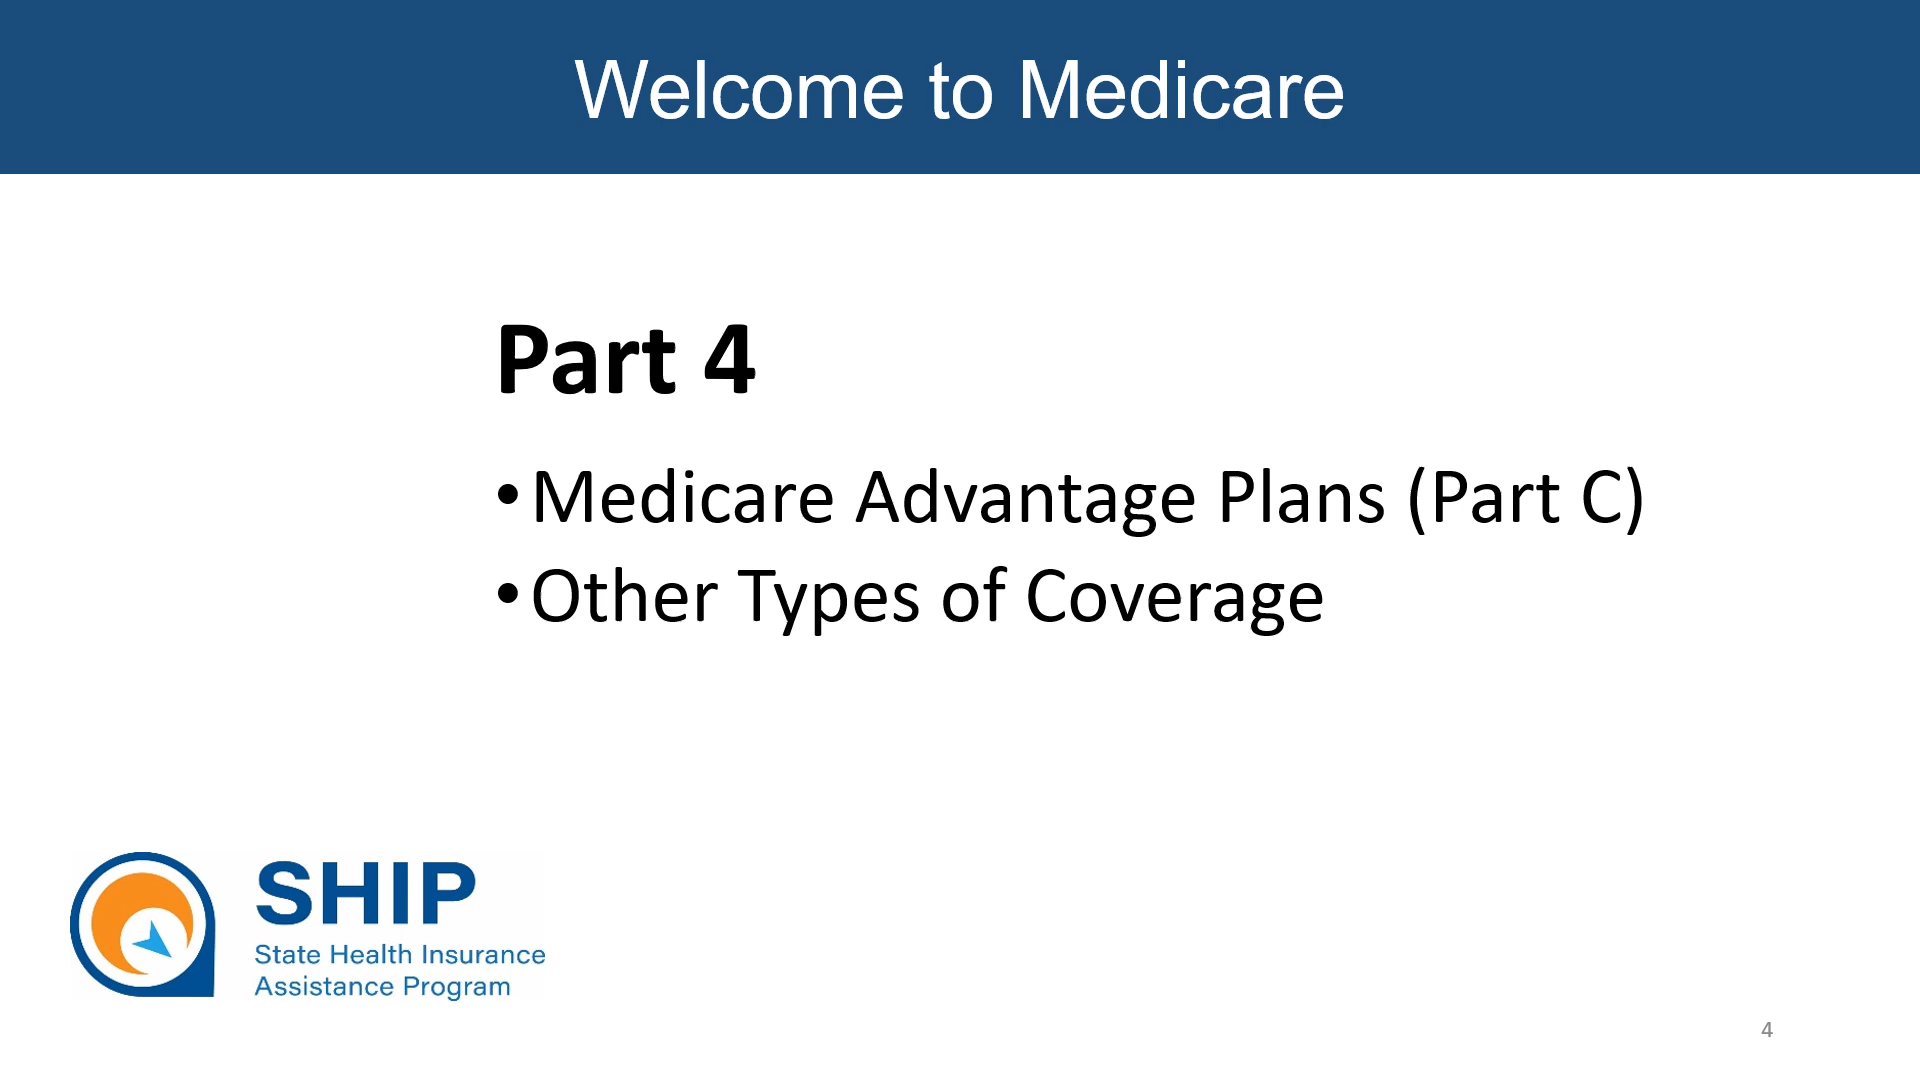 Welcome to Medicare
Part 4
•Medicare Advantage Plans (Part C)
•Other Types of Coverage
SHIP
State Health Insurance
Assistance Program
4